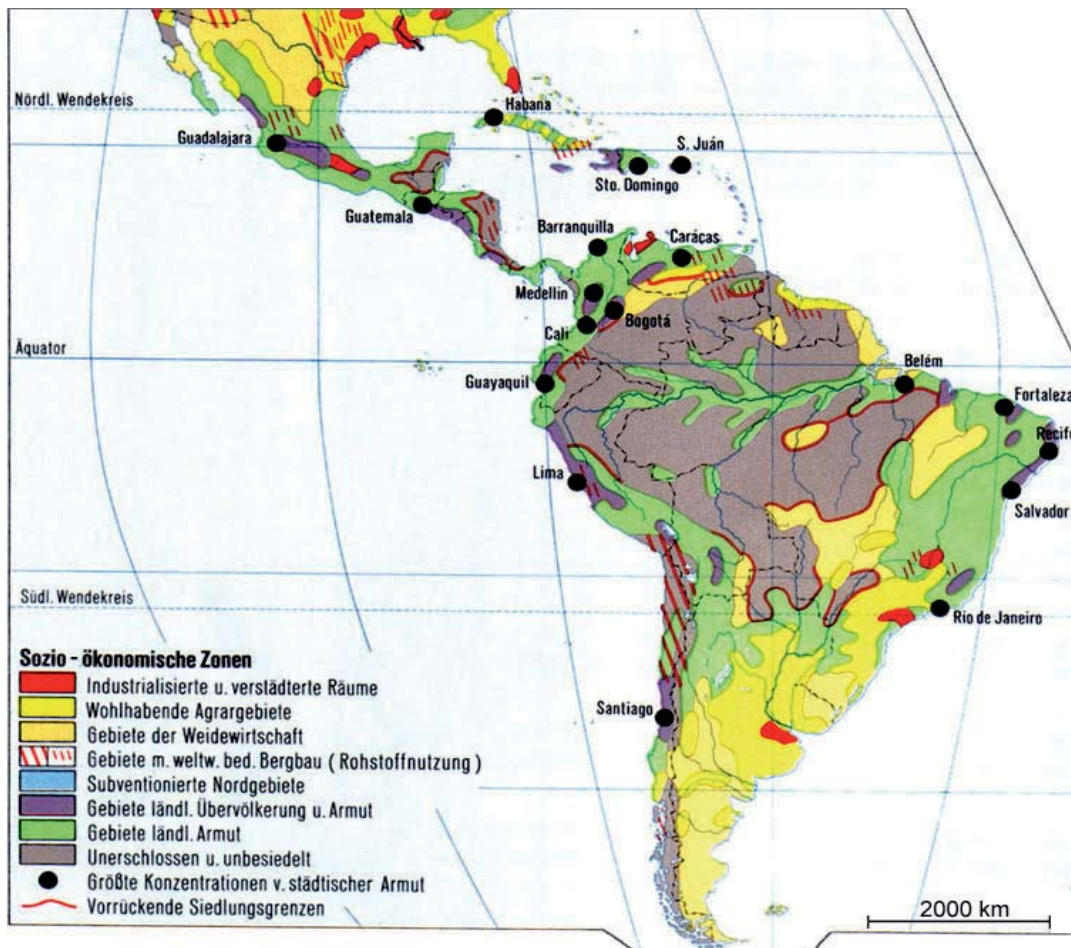 Nördl. Wendekreis
Habana
Guadalajara
S. Juán
Sto. Domingo
Guatemala
Barranquilla
Carácas
Medellin
Bogotá
Cali
Äquator
Belém
Guayaquil
Fortaleza
Recife
Lima
Salvador
Südl. Wendekreis
Rio de Janeiro
Sozio - ökonomische Zonen
Industrialisierte u. verstädterte Räume
Wohlhabende Agrargebiete
Santiago
Gebiete der Weidewirtschaft
Gebiete m. weltw. bed. Bergbau ( Rohstoffnutzung )
Subventionierte Nordgebiete
Gebiete ländl. Übervölkerung u. Armut
Gebiete ländl. Armut
Unerschlossen u. unbesiedelt
Größte Konzentrationen v. städtischer Armut
Vorrückende Siedlungsgrenzen
2000 km